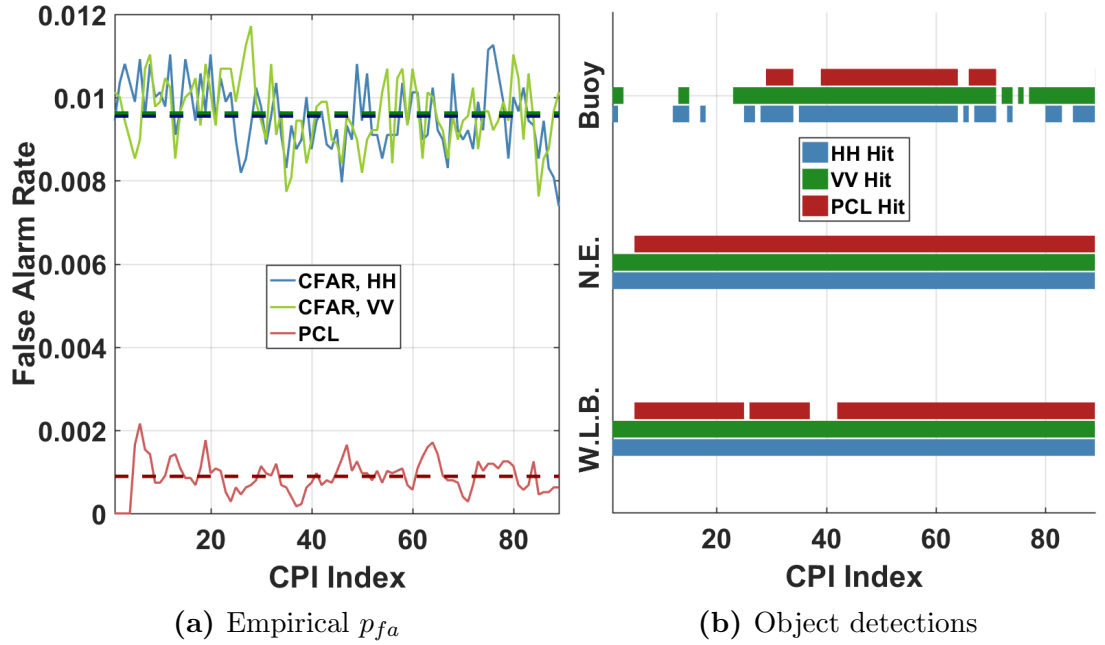 0.012
0.01
0.008
0.006
0.004
0.002
0
False Alarm Rate
CFAR, HH
CFAR, VV
PCL
20 40 60 80
CPI Index
(a) Empirical p_{fa}
Buoy
N.E.
W.L.B.
HH Hit
VV Hit
PCL Hit
20 40 60 80
CPI Index
(b) Object detections